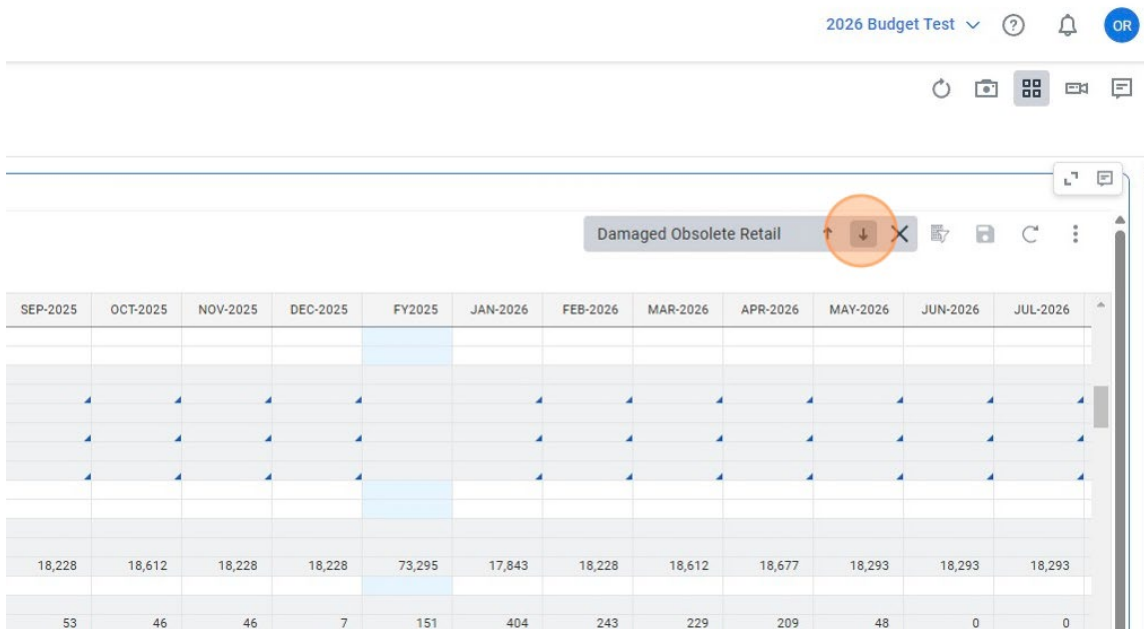 2026 Budget Test
OR
Damaged Obsolete Retail
SEP-2025 OCT-2025 NOV-2025 DEC-2025 FY2025 JAN-2026 FEB-2026 MAR-2026 APR-2026 MAY-2026 JUN-2026 JUL-2026
18,228 18,612 18,228 18,228 73,295 17,843 18,228 18,612 18,677 18,293 18,293 18,293
53 46 46 7 151 404 243 229 209 48 0 0